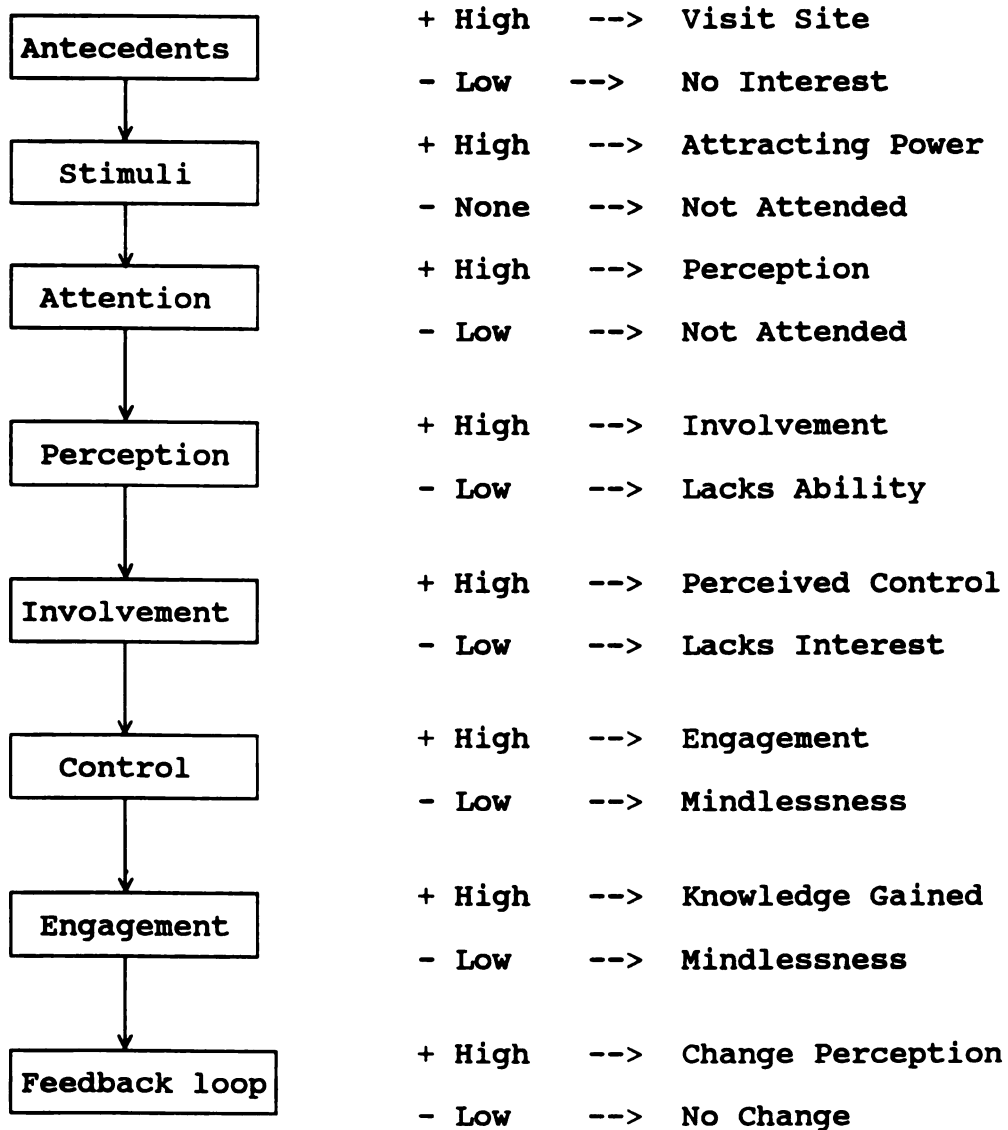 + High --> Visit Site
Antecedents
- Low --> No Interest
+ High --> Attracting Power
Stimuli
- None --> Not Attended
+ High --> Perception
Attention
- Low --> Not Attended
+ High --> Involvement
Perception
- Low --> Lacks Ability
+ High --> Perceived Control
Involvement
- Low --> Lacks Interest
+ High --> Engagement
Control
- Low --> Mindlessness
+ High --> Knowledge Gained
Engagement
- Low --> Mindlessness
+ High --> Change Perception
Feedback loop
- Low --> No Change